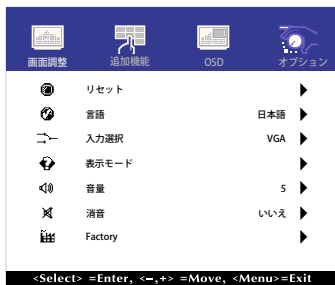 画面調整 追加機能 OSD オプション
リセット
言語 日本語
入力選択 VGA
表示モード
音量 5
消音 いいえ
Factory
<Select> =Enter, <–,+> =Move, <Menu>=Exit